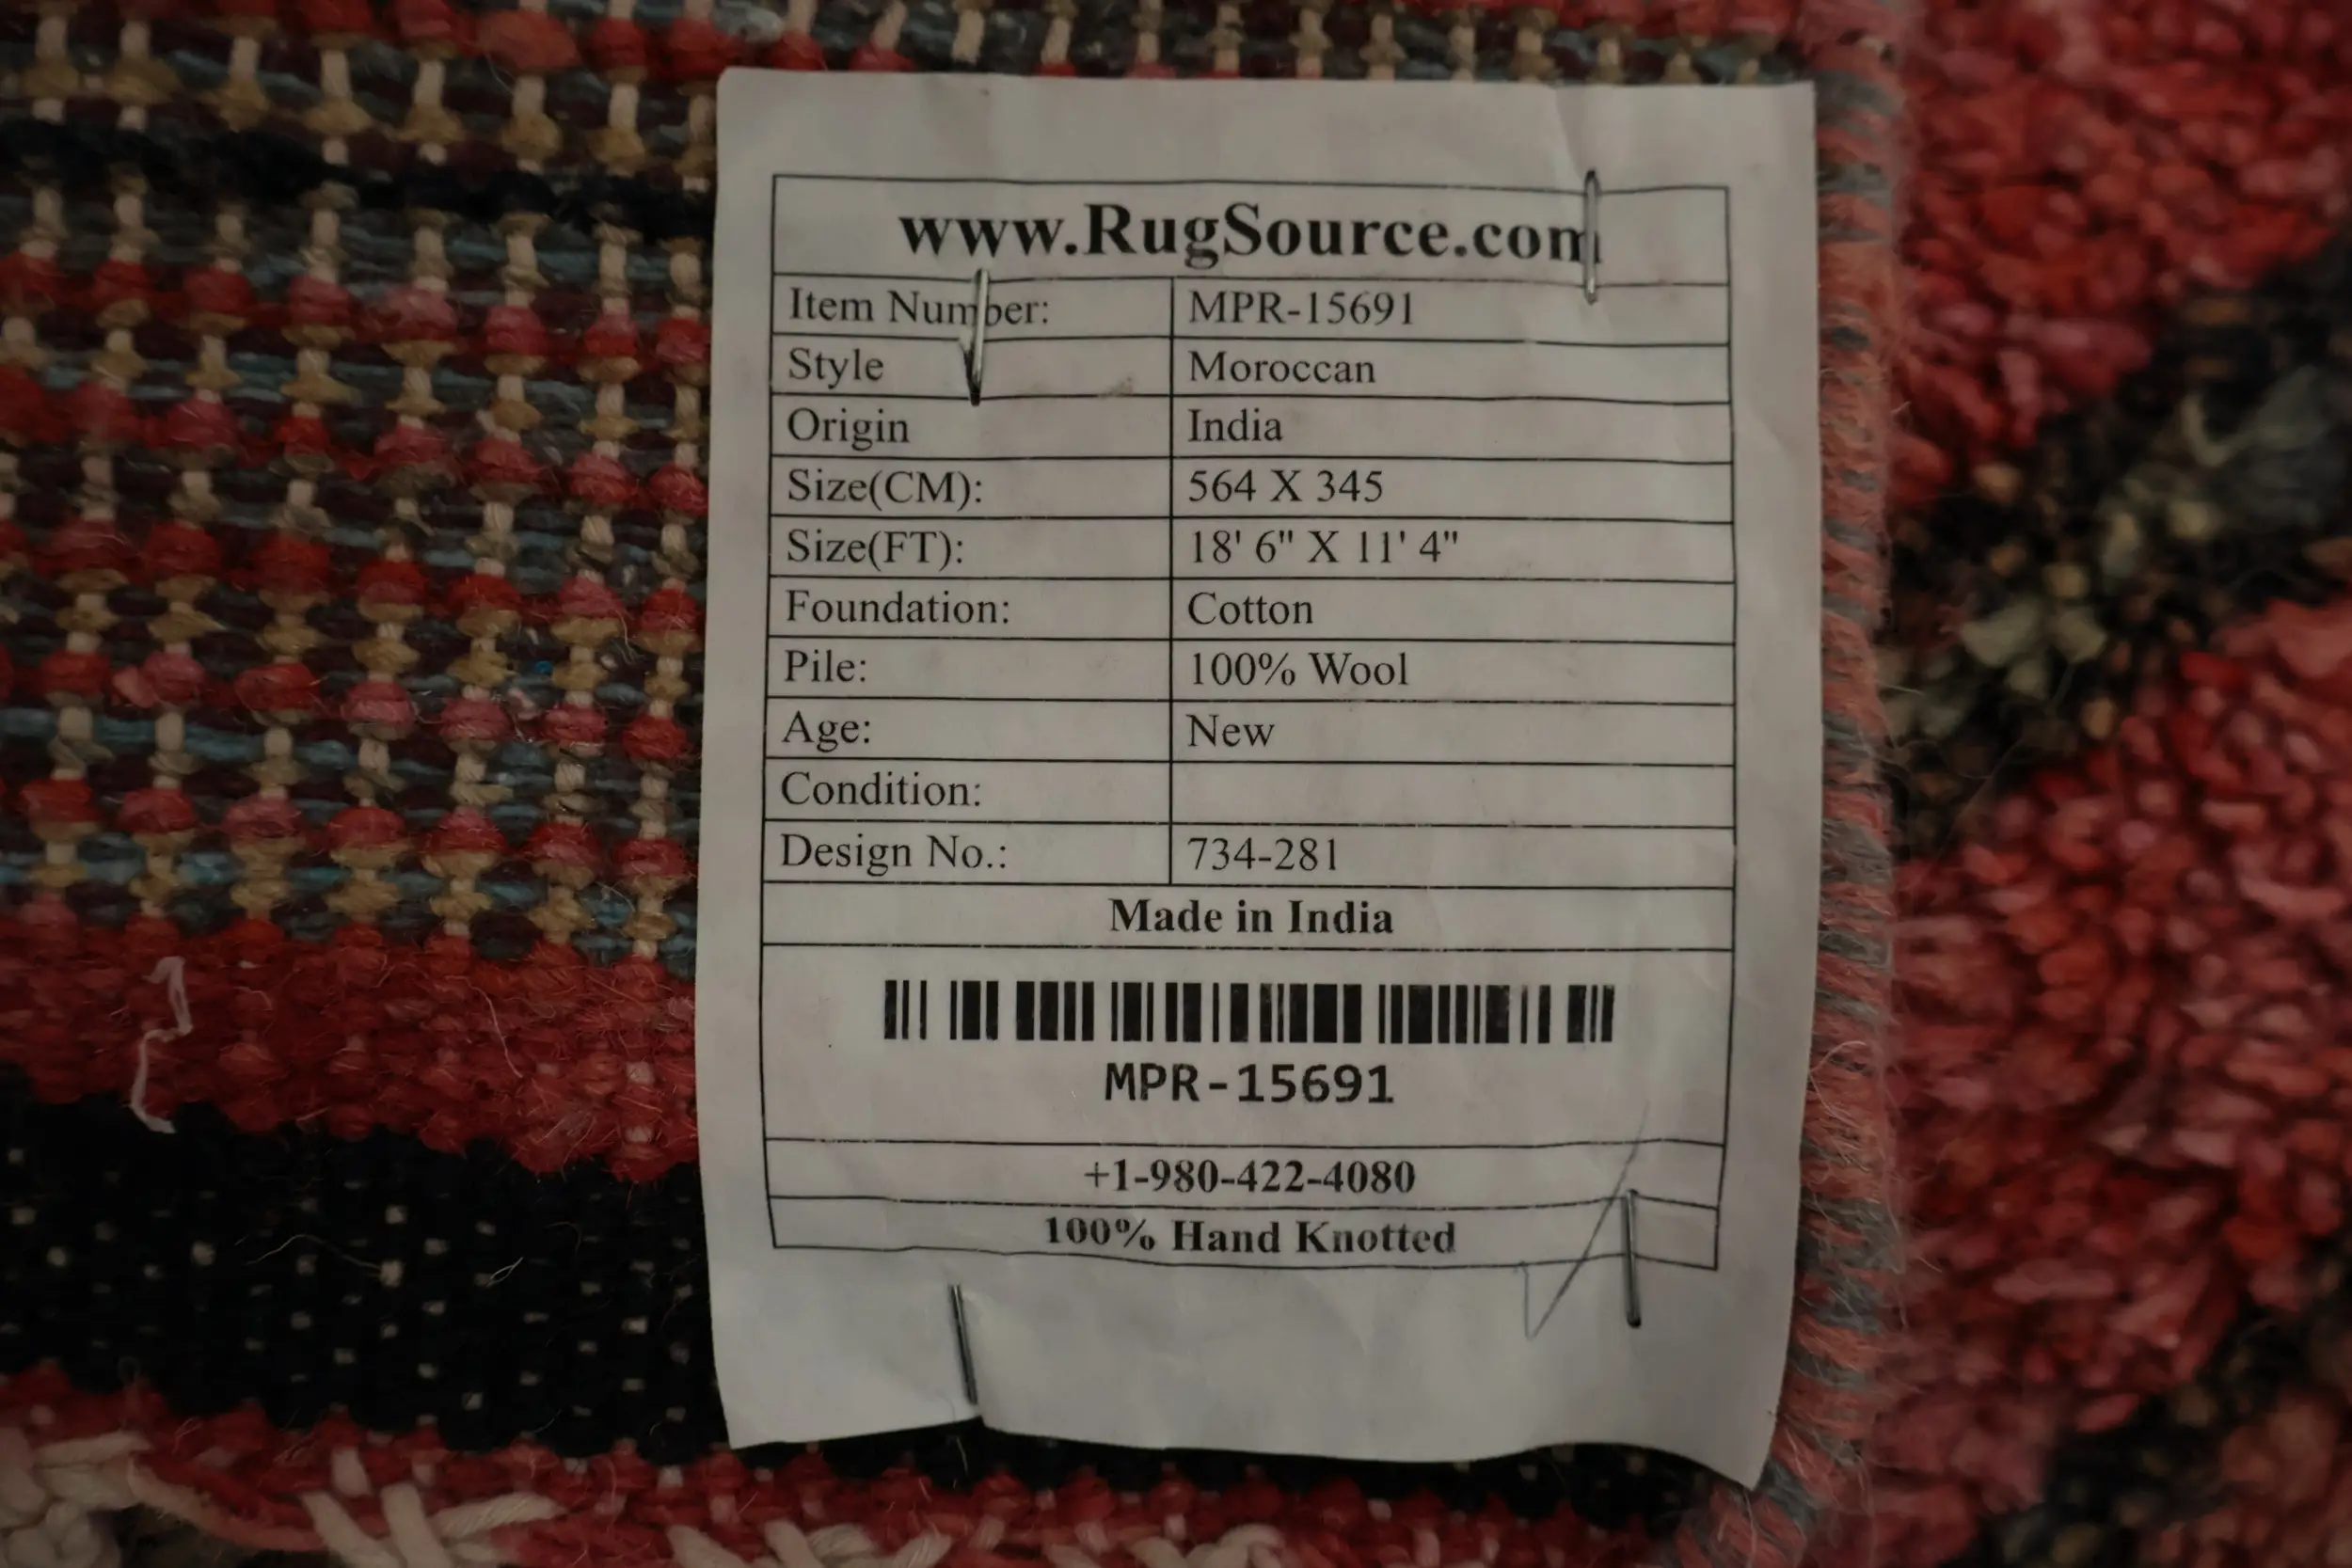 www.RugSource.com
Item Number: MPR-15691
Style Moroccan
Origin India
Size(CM): 564 X 345
Size(FT): 18' 6" X 11' 4"
Foundation: Cotton
Pile: 100% Wool
Age: New
Condition:
Design No.: 734-281
Made in India
MPR-15691
+1-980-422-4080
100% Hand Knotted